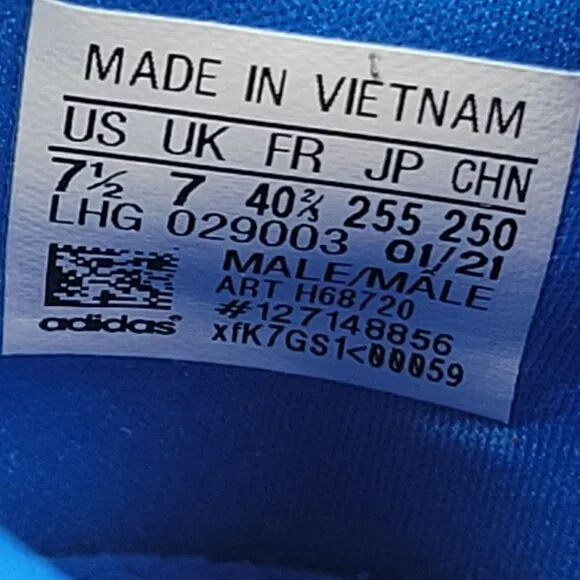 MADE IN VIETNAM
US UK FR JP CHN
7½ 7 40⅔ 255 250
LHG 029003 01/21
MALE/MÂLE
ART H68720
#127148856
xfK7GS1<00059
adidas